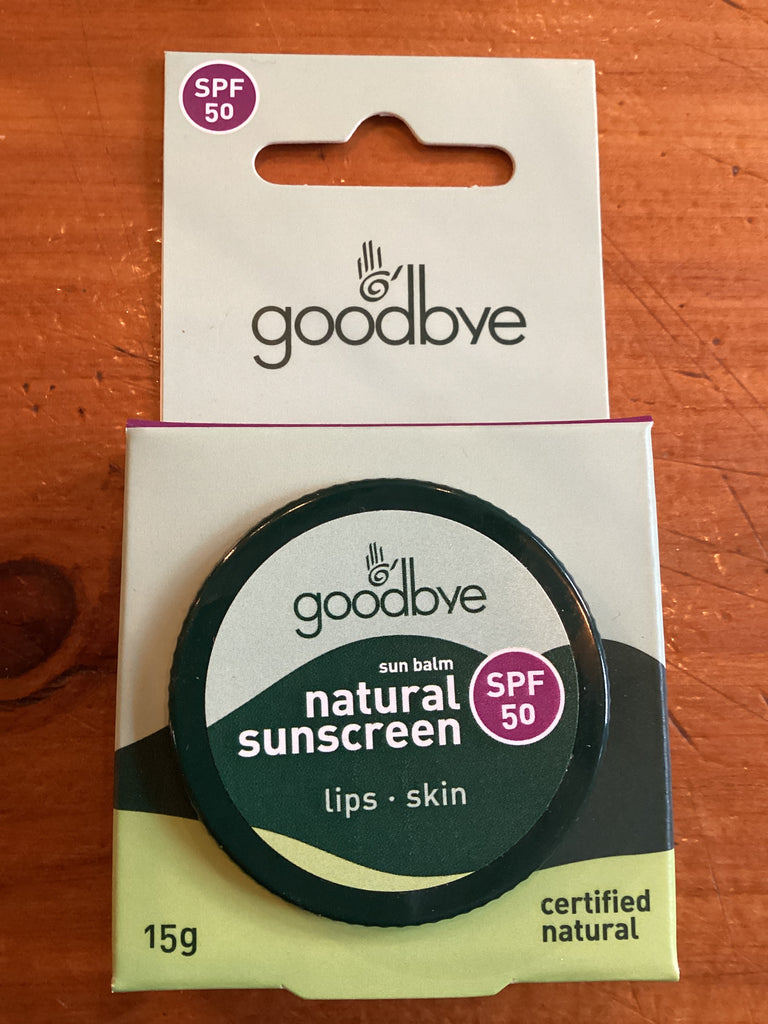 SPF
50
goodbye
goodbye
sun balm
natural
sunscreen
SPF
50
lips · skin
15g
certified
natural